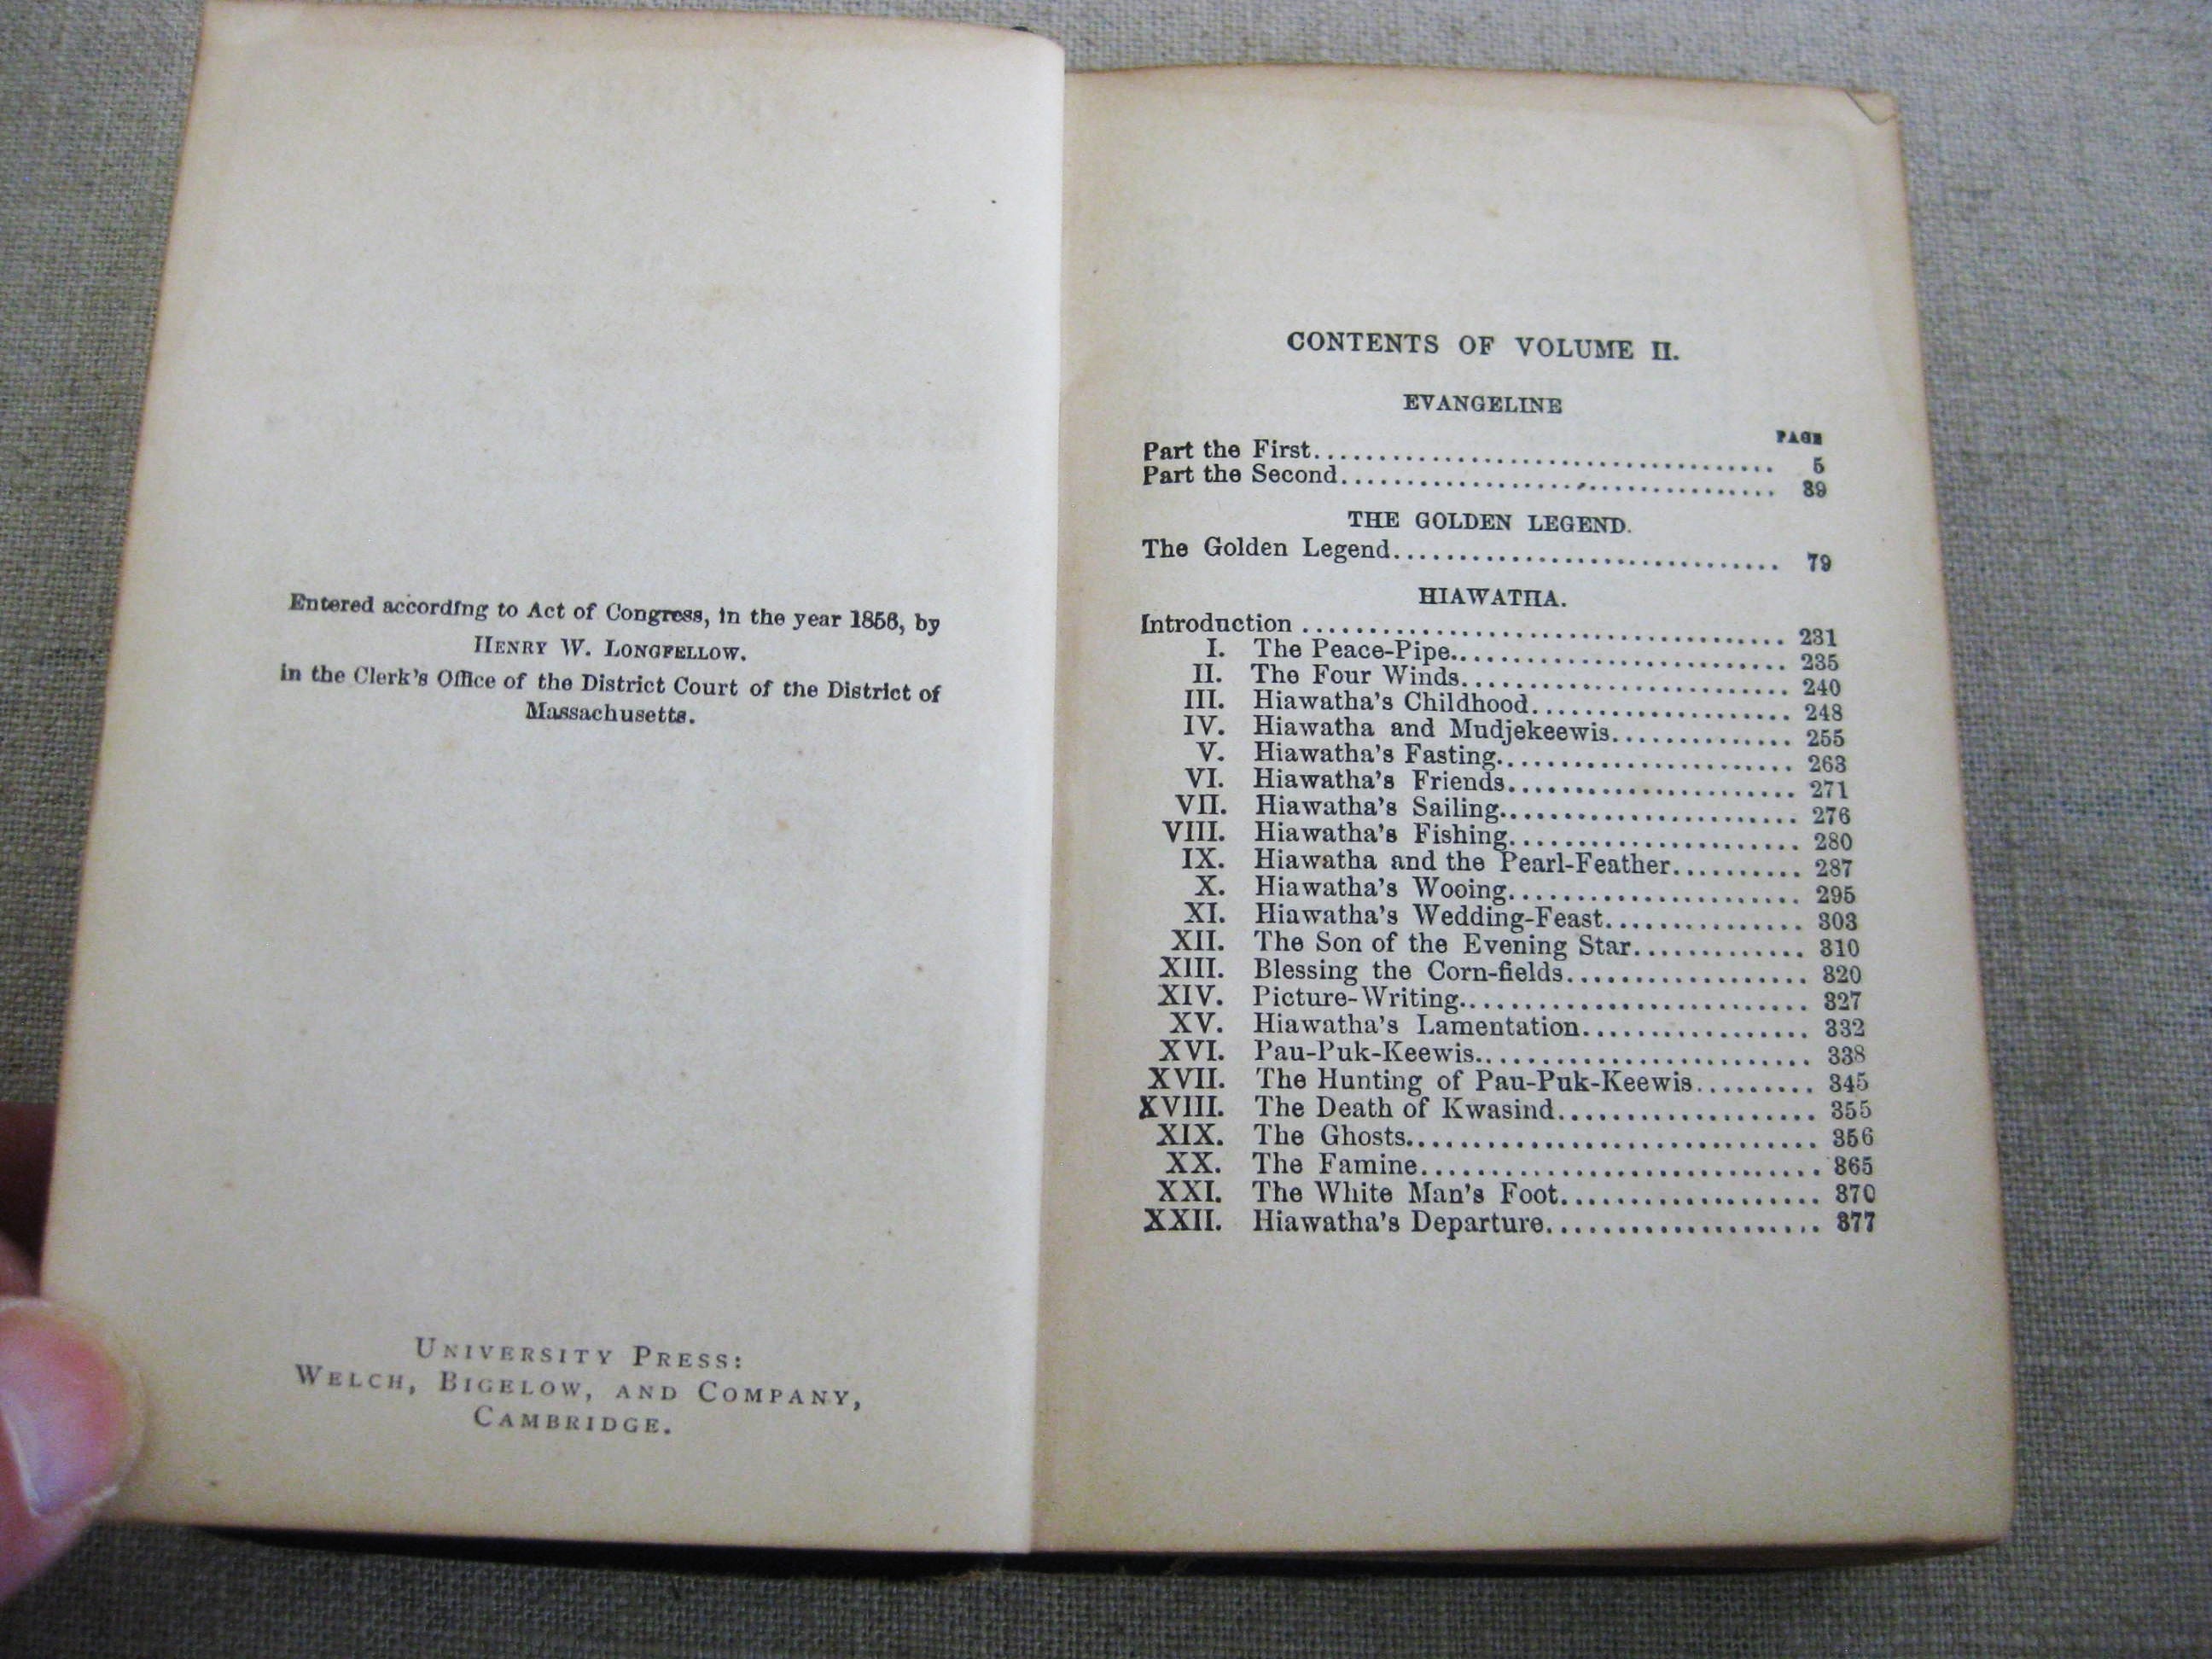 Entered according to Act of Congress, in the year 1856, by
HENRY W. LONGFELLOW.
in the Clerk's Office of the District Court of the District of
Massachusetts.
UNIVERSITY PRESS:
WELCH, BIGELOW, AND COMPANY,
CAMBRIDGE.
CONTENTS OF VOLUME II.
EVANGELINE
PAGE
Part the First.................................... 5
Part the Second.................................. 39
THE GOLDEN LEGEND.
The Golden Legend.............................. 79
HIAWATHA.
Introduction .................................... 231
I. The Peace-Pipe.......................... 235
II. The Four Winds......................... 240
III. Hiawatha's Childhood.................... 248
IV. Hiawatha and Mudjekeewis.............. 255
V. Hiawatha's Fasting...................... 263
VI. Hiawatha's Friends...................... 271
VII. Hiawatha's Sailing....................... 276
VIII. Hiawatha's Fishing...................... 280
IX. Hiawatha and the Pearl-Feather.......... 287
X. Hiawatha's Wooing...................... 295
XI. Hiawatha's Wedding-Feast............... 303
XII. The Son of the Evening Star............. 310
XIII. Blessing the Corn-fields.................. 320
XIV. Picture-Writing.......................... 327
XV. Hiawatha's Lamentation................. 332
XVI. Pau-Puk-Keewis......................... 338
XVII. The Hunting of Pau-Puk-Keewis......... 345
XVIII. The Death of Kwasind................... 355
XIX. The Ghosts.............................. 356
XX. The Famine............................. 365
XXI. The White Man's Foot................... 370
XXII. Hiawatha's Departure.................... 377